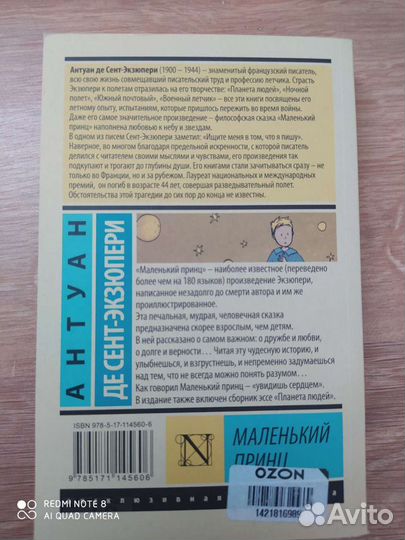 Антуан де Сент-Экзюпери (1900 – 1944) – знаменитый французский писатель,
всю свою жизнь совмещавший писательский труд и профессию летчика. Страсть
Экзюпери к полетам отразилась на его творчестве: «Планета людей», «Ночной
полет», «Южный почтовый», «Военный летчик» – все эти книги посвящены его
летному опыту, испытаниям, которые пришлось пережить во время войны.
Даже его самое значительное произведение – философская сказка «Маленький
принц» наполнена любовью к небу и звездам.
В одном из писем Сент-Экзюпери заметил: «Ищите меня в том, что я пишу».
Наверное, во многом благодаря предельной искренности, с которой писатель
делился с читателем своими мыслями и чувствами, его произведения так
подкупают и трогают до глубины души. Его книгами стали зачитываться сразу – не
только во Франции, но и за рубежом. Лауреат национальных и международных
премий, он погиб в возрасте 44 лет, совершая разведывательный полет.
Обстоятельства этой трагедии до сих пор до конца не известны.
АНТУАН
ДЕ СЕНТ-ЭКЗЮПЕРИ
«Маленький принц» – наиболее известное (переведено
более чем на 180 языков) произведение Экзюпери,
написанное незадолго до смерти автора и им же
проиллюстрированное.
Эта печальная, мудрая, человечная сказка
предназначена скорее взрослым, чем детям.
В ней рассказано о самом важном: о дружбе и любви,
о долге и верности... Читая эту чудесную историю, и
улыбнешься, и взгрустнешь, и непременно задумаешься
над тем, что не всегда можно понять разумом...
Как говорил Маленький принц – «увидишь сердцем».
В издание также включен сборник эссе «Планета людей».
ISBN 978-5-17-114560-6
9 785171 145606
N
МАЛЕНЬКИЙ
ПРИНЦ
OZON
клюзивная
REDMI NOTE 8
AI QUAD CAMERA
Avito